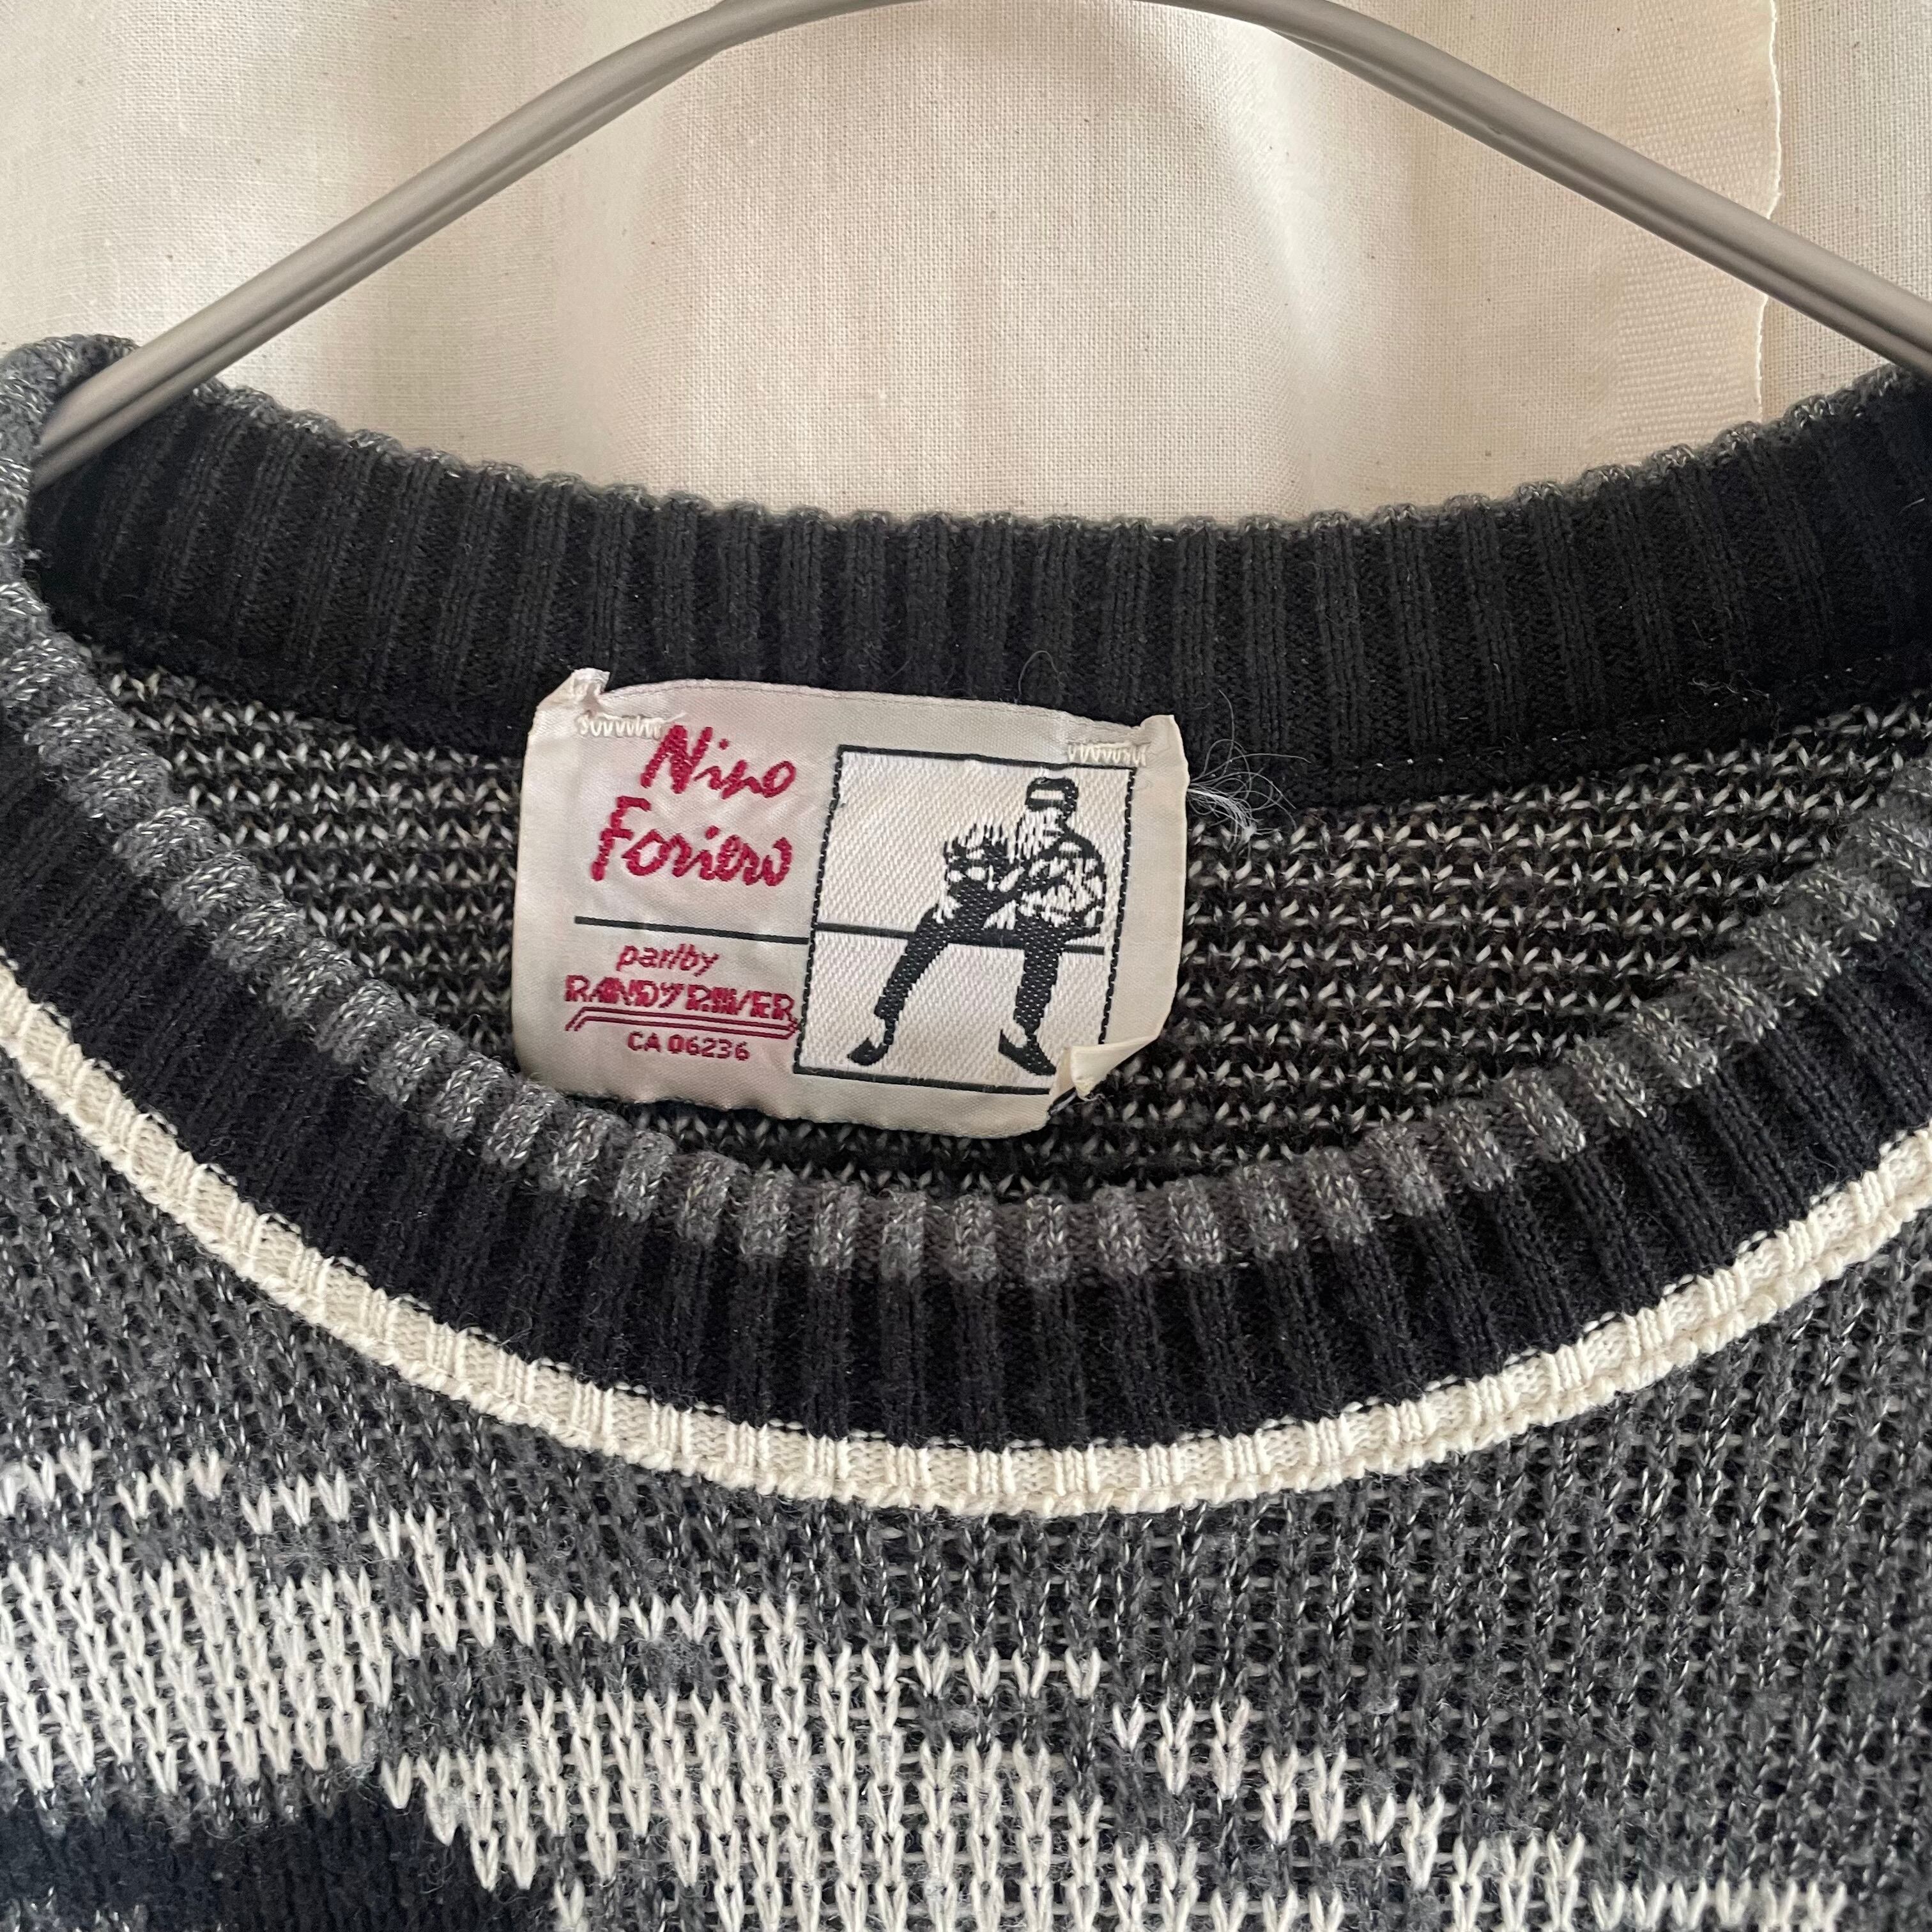 Nino
Foriero
par/by
RANDY RIVER
CA 06236